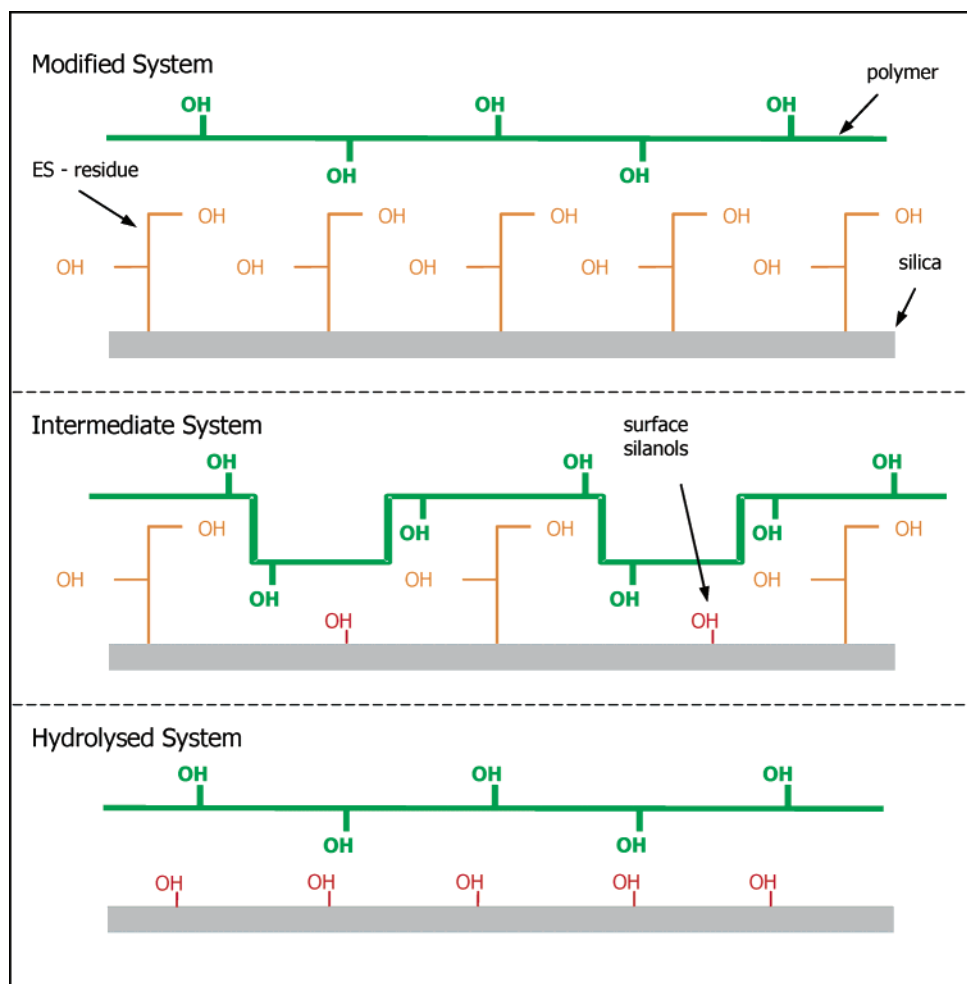 Modified System
polymer
OH OH OH
OH OH
ES - residue
OH OH OH OH OH
OH OH OH OH OH
silica
Intermediate System
surface
silanols
OH OH OH
OH OH
OH OH OH
OH OH OH
OH OH
OH OH
Hydrolysed System
OH OH OH
OH OH
OH OH OH OH OH